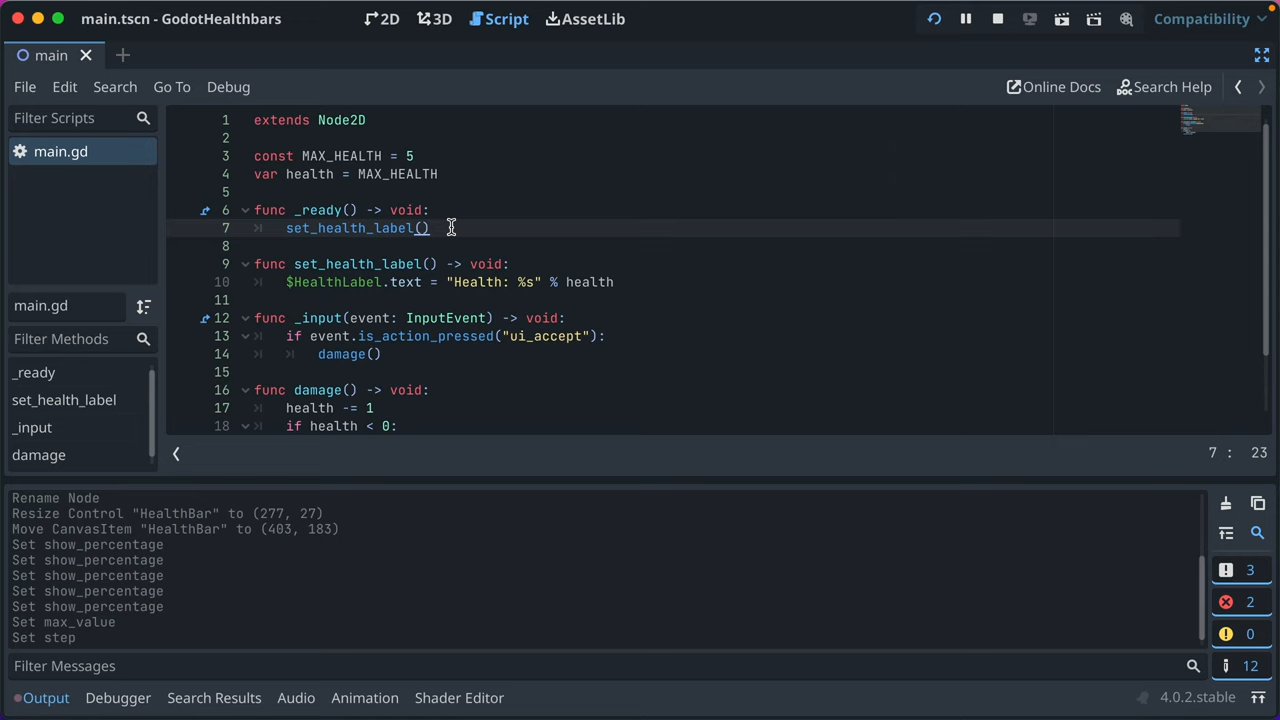 main.tscn - GodotHealthbars
2D 3D Script AssetLib
Compatibility
main
File Edit Search Go To Debug
Online Docs Search Help
Filter Scripts
main.gd
main.gd
Filter Methods
_ready
set_health_label
_input
damage
1 extends Node2D
2
3 const MAX_HEALTH = 5
4 var health = MAX_HEALTH
5
6 func _ready() -> void:
7 set_health_label()
8
9 func set_health_label() -> void:
10 $HealthLabel.text = "Health: %s" % health
11
12 func _input(event: InputEvent) -> void:
13 if event.is_action_pressed("ui_accept"):
14 damage()
15
16 func damage() -> void:
17 health -= 1
18 if health < 0:
7 : 23
Rename Node
Resize Control "HealthBar" to (277, 27)
Move CanvasItem "HealthBar" to (403, 183)
Set show_percentage
Set show_percentage
Set show_percentage
Set show_percentage
Set show_percentage
Set max_value
Set step
3
2
0
12
Filter Messages
Output Debugger Search Results Audio Animation Shader Editor
4.0.2.stable